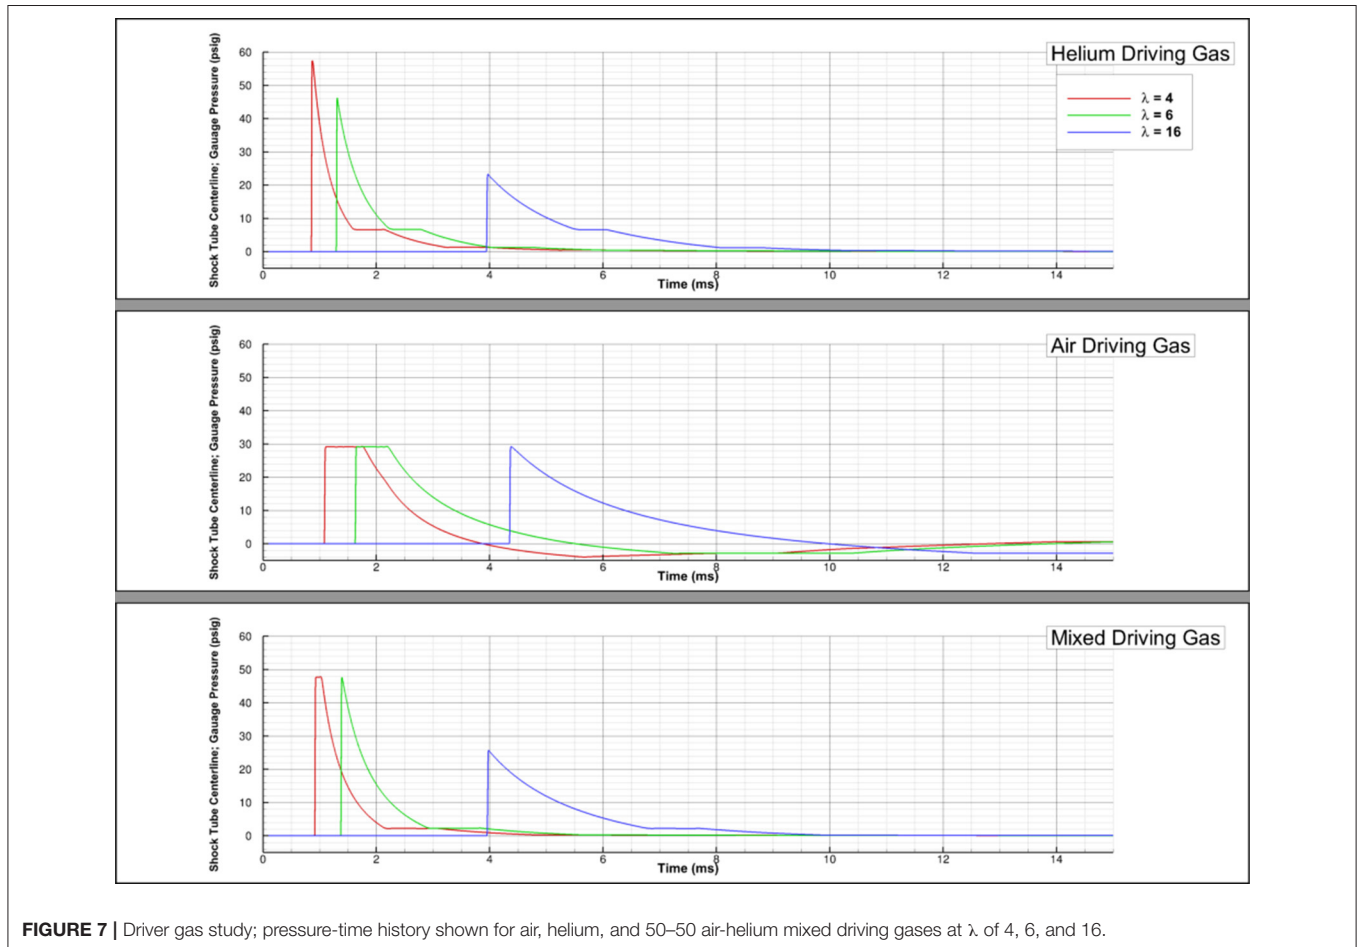 Helium Driving Gas
Shock Tube Centerline; Gauage Pressure (psig)
60
50
40
30
20
10
0
λ = 4
λ = 6
λ = 16
0 2 4 6 8 10 12 14
Time (ms)
Air Driving Gas
Shock Tube Centerline; Gauage Pressure (psig)
60
50
40
30
20
10
0
0 2 4 6 8 10 12 14
Time (ms)
Mixed Driving Gas
Shock Tube Centerline; Gauage Pressure (psig)
60
50
40
30
20
10
0
0 2 4 6 8 10 12 14
Time (ms)
FIGURE 7 | Driver gas study; pressure-time history shown for air, helium, and 50–50 air-helium mixed driving gases at λ of 4, 6, and 16.